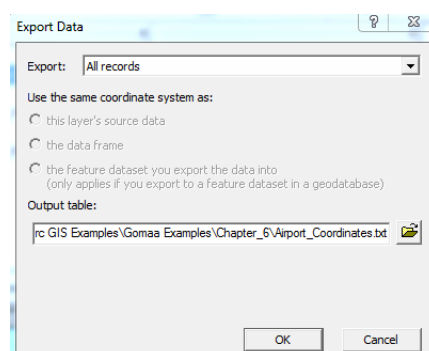 Export Data
Export: All records
Use the same coordinate system as:
this layer's source data
the data frame
the feature dataset you export the data into
(only applies if you export to a feature dataset in a geodatabase)
Output table:
rc GIS Examples\Gomaa Examples\Chapter_6\Airport_Coordinates.txt
OK Cancel